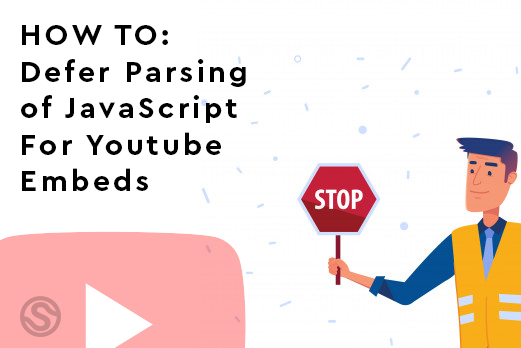 HOW TO:
Defer Parsing
of JavaScript
For Youtube
Embeds
STOP